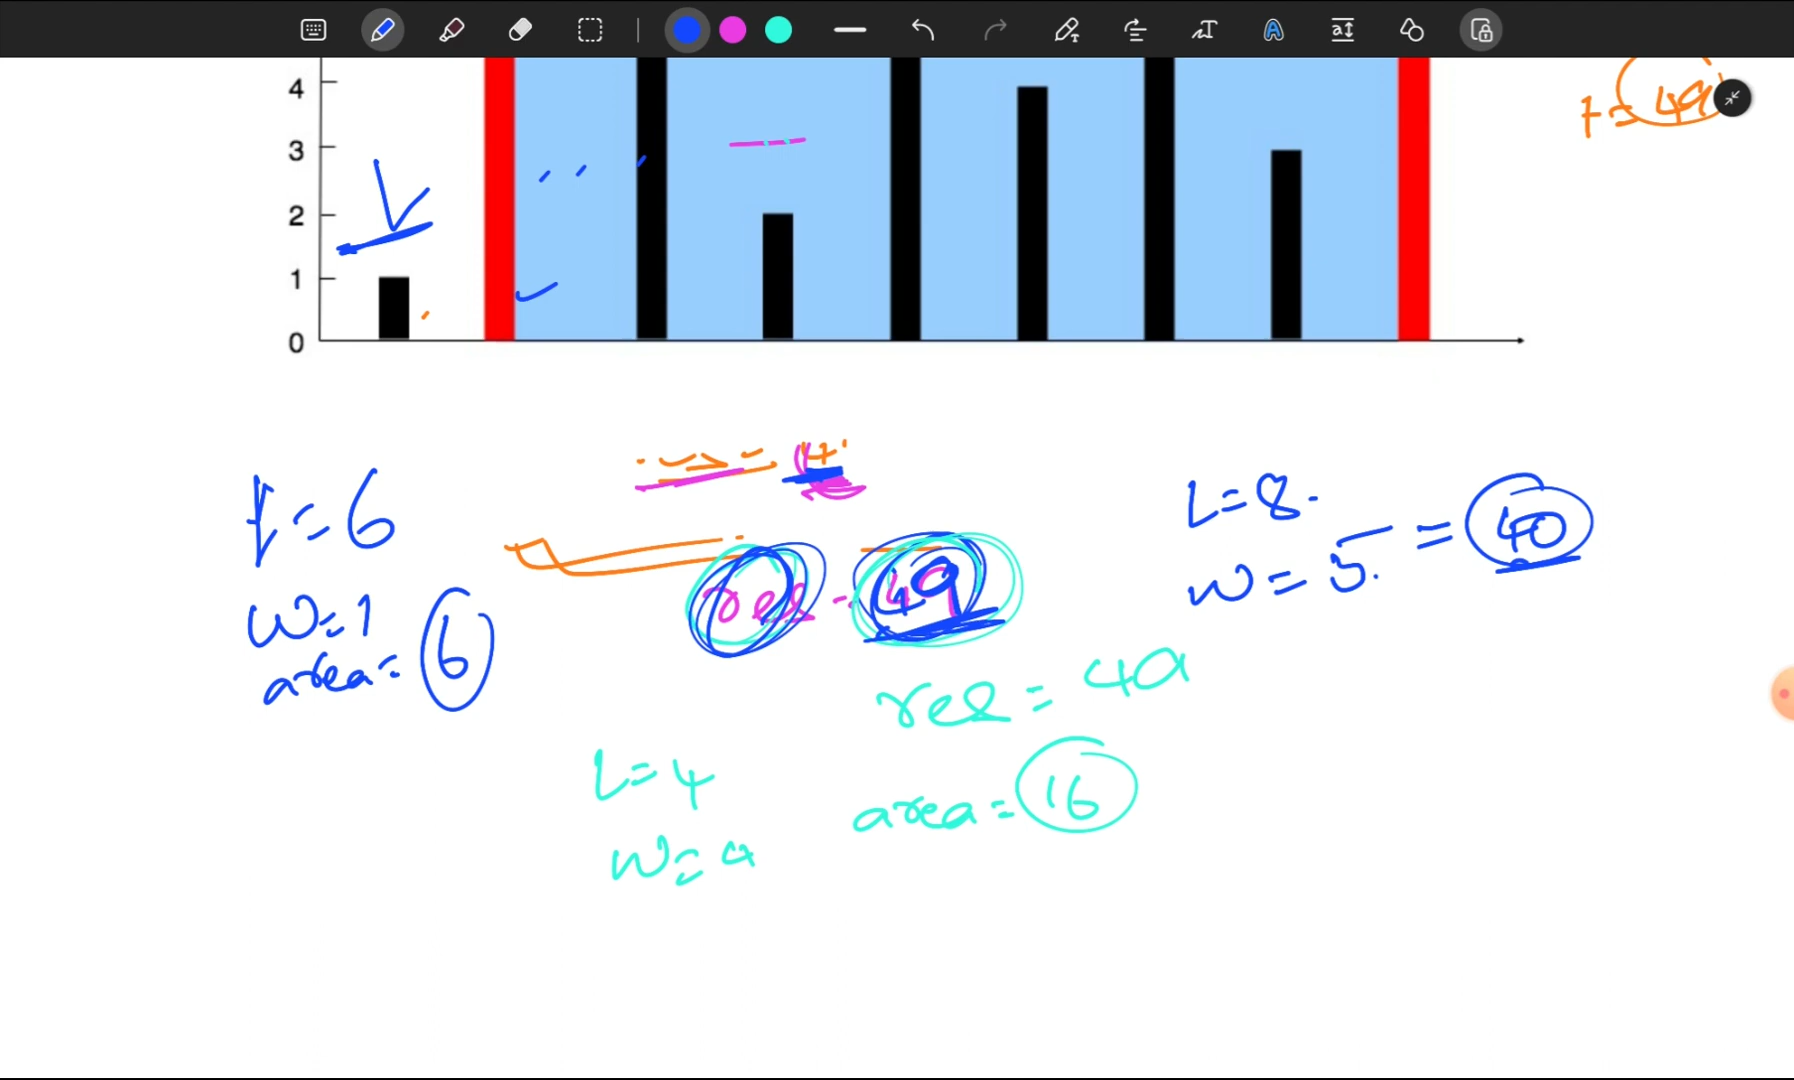 4
3
2
1
0
t = 49
L = 6
w = 1
area = 6
res - 49
L = 8
w = 5 = 40
res = 49
L = 4
w = 4
area = 16